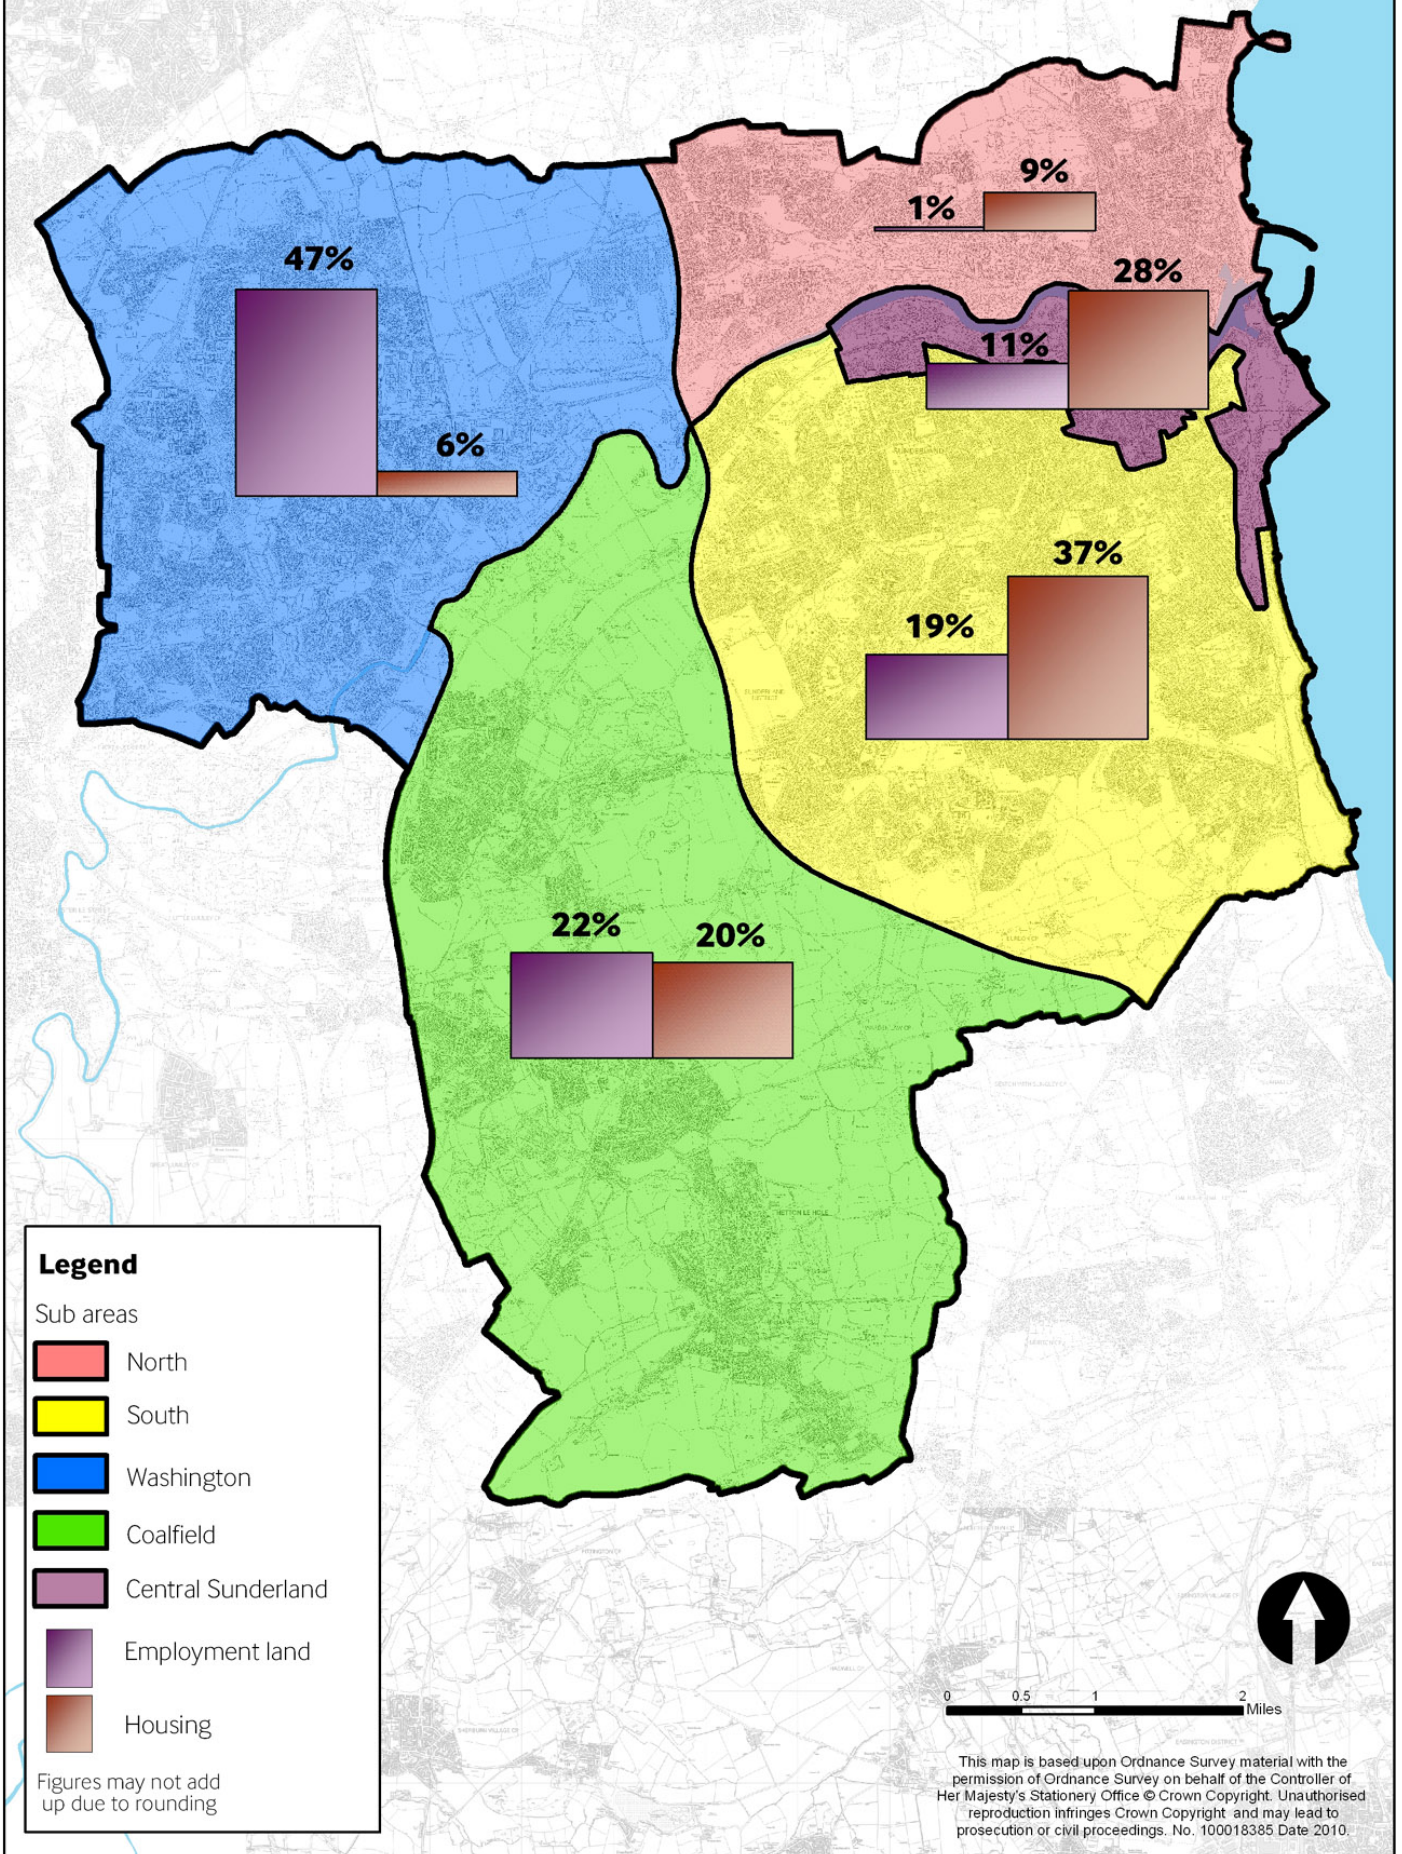 9%
1%
47%
28%
11%
6%
37%
19%
22%
20%
HETTON LE HOLE
Legend
Sub areas
North
South
Washington
Coalfield
Central Sunderland
Employment land
Housing
Figures may not add
up due to rounding
0 0.5 1 2
Miles
This map is based upon Ordnance Survey material with the
permission of Ordnance Survey on behalf of the Controller of
Her Majesty's Stationery Office © Crown Copyright. Unauthorised
reproduction infringes Crown Copyright and may lead to
prosecution or civil proceedings. No. 100018385 Date 2010.